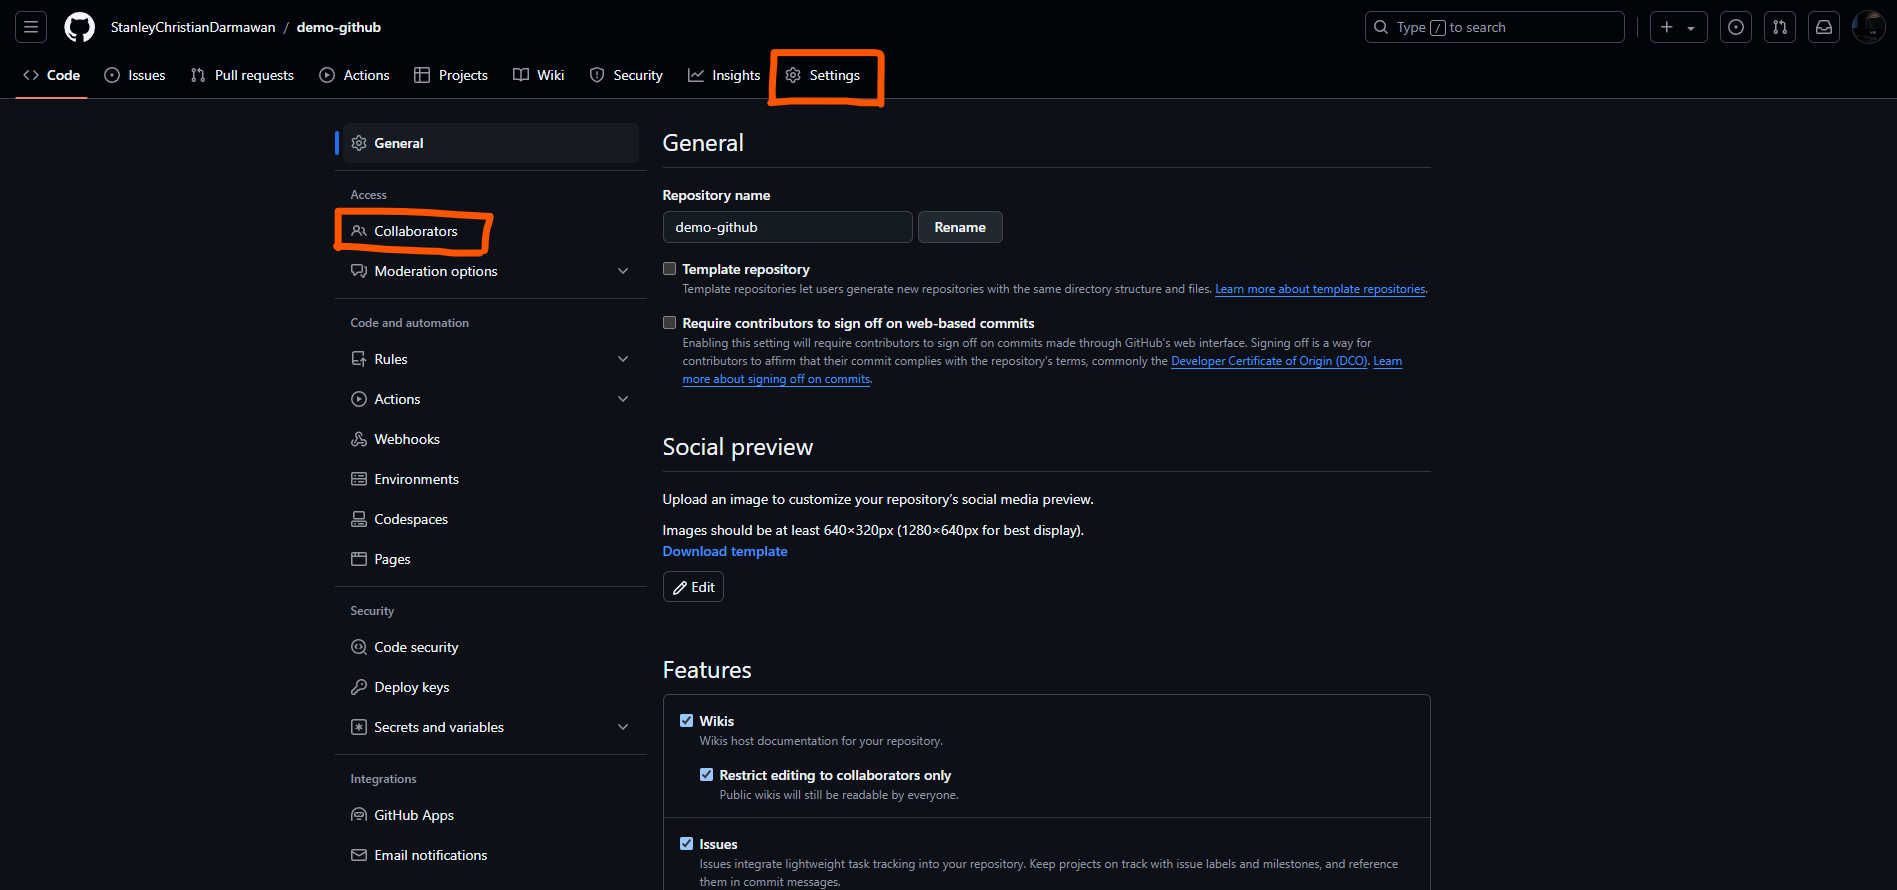 StanleyChristianDarmawan / demo-github
Type / to search
Code Issues Pull requests Actions Projects Wiki Security Insights Settings
General
Access
Collaborators
Moderation options
Code and automation
Rules
Actions
Webhooks
Environments
Codespaces
Pages
Security
Code security
Deploy keys
Secrets and variables
Integrations
GitHub Apps
Email notifications
General
Repository name
demo-github Rename
Template repository
Template repositories let users generate new repositories with the same directory structure and files. Learn more about template repositories.
Require contributors to sign off on web-based commits
Enabling this setting will require contributors to sign off on commits made through GitHub's web interface. Signing off is a way for
contributors to affirm that their commit complies with the repository's terms, commonly the Developer Certificate of Origin (DCO). Learn
more about signing off on commits.
Social preview
Upload an image to customize your repository's social media preview.
Images should be at least 640×320px (1280×640px for best display).
Download template
Edit
Features
Wikis
Wikis host documentation for your repository.
Restrict editing to collaborators only
Public wikis will still be readable by everyone.
Issues
Issues integrate lightweight task tracking into your repository. Keep projects on track with issue labels and milestones, and reference
them in commit messages.